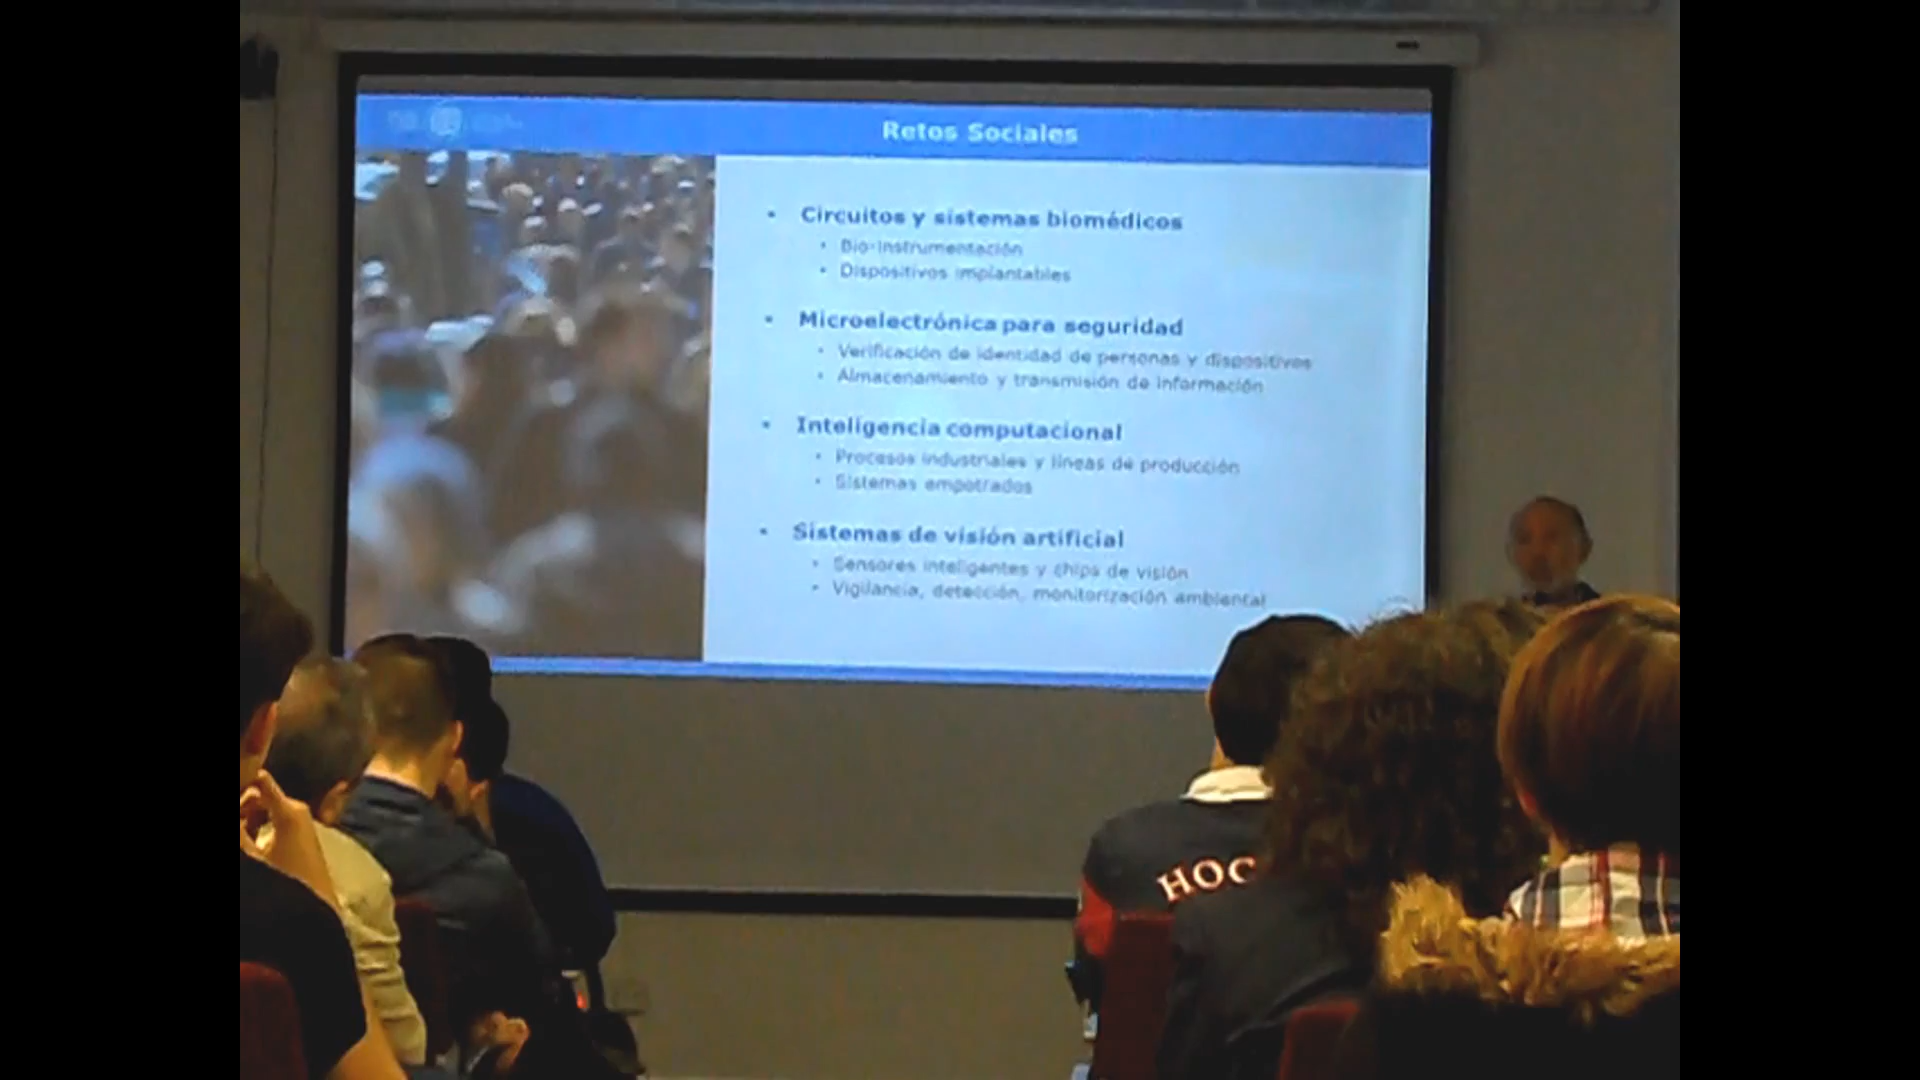 Retos Sociales
• Circuitos y sistemas biomédicos
• Bio-instrumentación
• Dispositivos implantables
• Microelectrónica para seguridad
• Verificación de identidad de personas y dispositivos
• Almacenamiento y transmisión de información
• Inteligencia computacional
• Procesos industriales y líneas de producción
• Sistemas empotrados
• Sistemas de visión artificial
• Sensores inteligentes y chips de visión
• Vigilancia, detección, monitorización ambiental
HOC